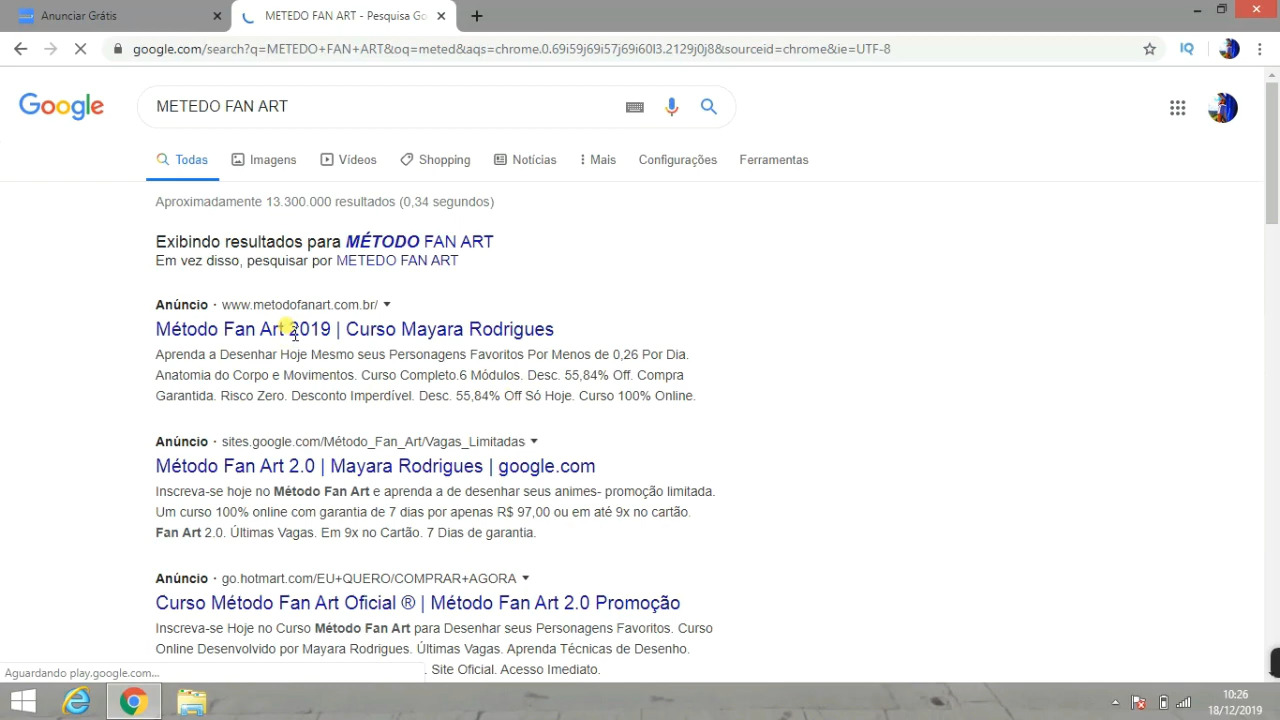 Anunciar Grátis
METEDO FAN ART - Pesquisa Go
google.com/search?q=METEDO+FAN+ART&oq=meted&aqs=chrome.0.69i59j69i57j69i60l3.2129j0j8&sourceid=chrome&ie=UTF-8
IQ
Google
METEDO FAN ART
Todas Imagens Vídeos Shopping Notícias Mais Configurações Ferramentas
Aproximadamente 13.300.000 resultados (0,34 segundos)
Exibindo resultados para MÉTODO FAN ART
Em vez disso, pesquisar por METEDO FAN ART
Anúncio · www.metodofanart.com.br/
Método Fan Art 2019 | Curso Mayara Rodrigues
Aprenda a Desenhar Hoje Mesmo seus Personagens Favoritos Por Menos de 0,26 Por Dia.
Anatomia do Corpo e Movimentos. Curso Completo.6 Módulos. Desc. 55,84% Off. Compra
Garantida. Risco Zero. Desconto Imperdível. Desc. 55,84% Off Só Hoje. Curso 100% Online.
Anúncio · sites.google.com/Método_Fan_Art/Vagas_Limitadas
Método Fan Art 2.0 | Mayara Rodrigues | google.com
Inscreva-se hoje no Método Fan Art e aprenda a de desenhar seus animes- promoção limitada.
Um curso 100% online com garantia de 7 dias por apenas R$ 97,00 ou em até 9x no cartão.
Fan Art 2.0. Últimas Vagas. Em 9x no Cartão. 7 Dias de garantia.
Anúncio · go.hotmart.com/EU+QUERO/COMPRAR+AGORA
Curso Método Fan Art Oficial ® | Método Fan Art 2.0 Promoção
Inscreva-se Hoje no Curso Método Fan Art para Desenhar seus Personagens Favoritos. Curso
Online Desenvolvido por Mayara Rodrigues. Últimas Vagas. Aprenda Técnicas de Desenho.
. Site Oficial. Acesso Imediato.
Aguardando play.google.com...
10:26
18/12/2019